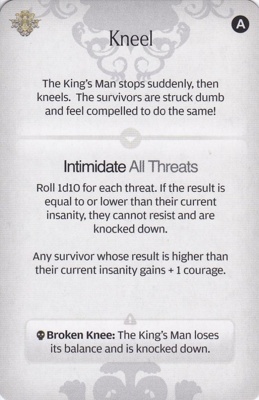 A
Kneel
The King's Man stops suddenly, then
kneels. The survivors are struck dumb
and feel compelled to do the same!
Intimidate All Threats
Roll 1d10 for each threat. If the result is
equal to or lower than their current
insanity, they cannot resist and are
knocked down.
Any survivor whose result is higher than
their current insanity gains + 1 courage.
Broken Knee: The King's Man loses
its balance and is knocked down.